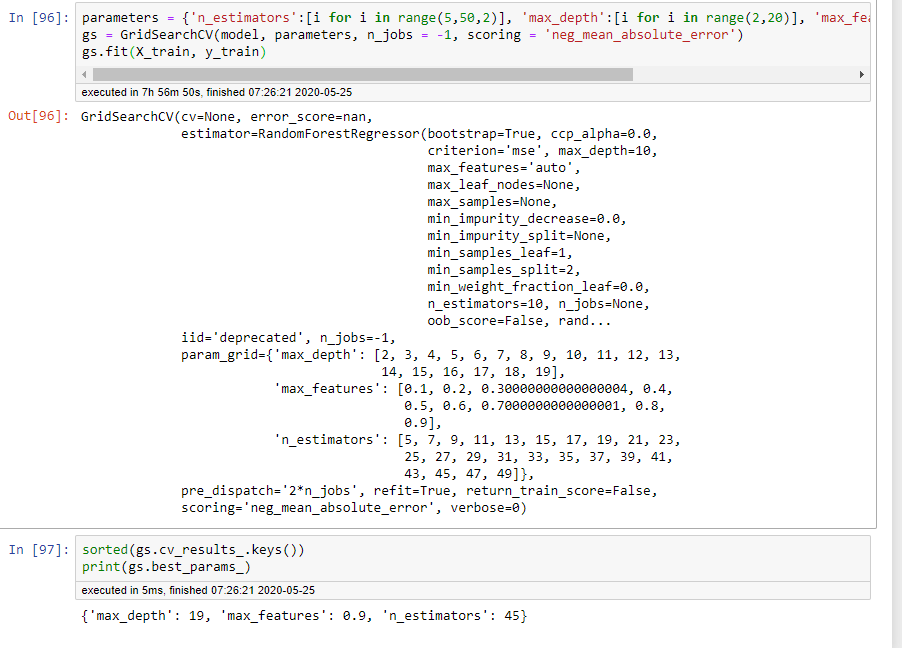 In [96]: parameters = {'n_estimators':[i for i in range(5,50,2)], 'max_depth':[i for i in range(2,20)], 'max_fea
gs = GridSearchCV(model, parameters, n_jobs = -1, scoring = 'neg_mean_absolute_error')
gs.fit(X_train, y_train)
executed in 7h 56m 50s, finished 07:26:21 2020-05-25
Out[96]: GridSearchCV(cv=None, error_score=nan,
estimator=RandomForestRegressor(bootstrap=True, ccp_alpha=0.0,
criterion='mse', max_depth=10,
max_features='auto',
max_leaf_nodes=None,
max_samples=None,
min_impurity_decrease=0.0,
min_impurity_split=None,
min_samples_leaf=1,
min_samples_split=2,
min_weight_fraction_leaf=0.0,
n_estimators=10, n_jobs=None,
oob_score=False, rand...
iid='deprecated', n_jobs=-1,
param_grid={'max_depth': [2, 3, 4, 5, 6, 7, 8, 9, 10, 11, 12, 13,
14, 15, 16, 17, 18, 19],
'max_features': [0.1, 0.2, 0.30000000000000004, 0.4,
0.5, 0.6, 0.7000000000000001, 0.8,
0.9],
'n_estimators': [5, 7, 9, 11, 13, 15, 17, 19, 21, 23,
25, 27, 29, 31, 33, 35, 37, 39, 41,
43, 45, 47, 49]},
pre_dispatch='2*n_jobs', refit=True, return_train_score=False,
scoring='neg_mean_absolute_error', verbose=0)
In [97]: sorted(gs.cv_results_.keys())
print(gs.best_params_)
executed in 5ms, finished 07:26:21 2020-05-25
{'max_depth': 19, 'max_features': 0.9, 'n_estimators': 45}